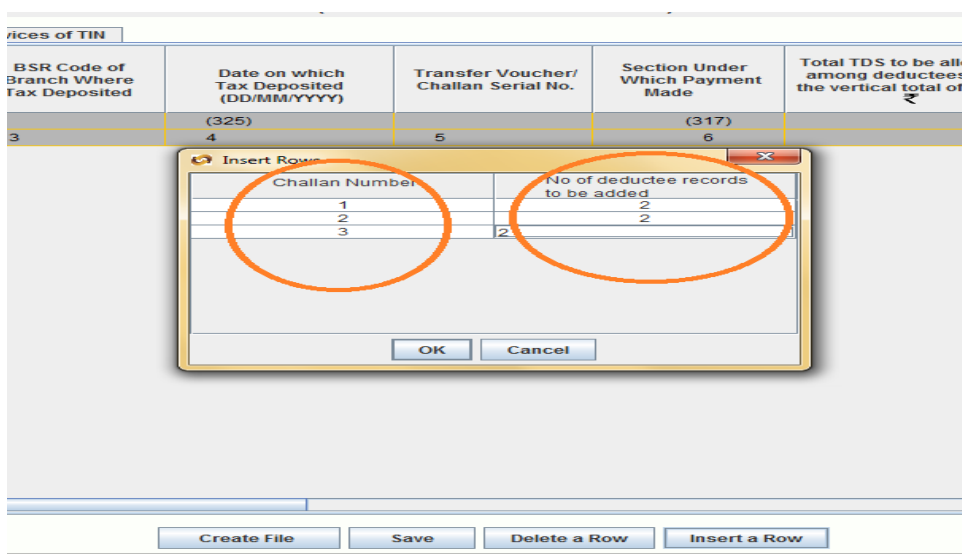 vices of TIN
BSR Code of
Branch Where
Tax Deposited
Date on which
Tax Deposited
(DD/MM/YYYY)
Transfer Voucher/
Challan Serial No.
Section Under
Which Payment
Made
Total TDS to be all
among deductees
the vertical total of
₹
(325) (317)
3 4 5 6
Insert Rows
Challan Number
No of deductee records
to be added
1 2
2 2
3 2
OK Cancel
Create File Save Delete a Row Insert a Row